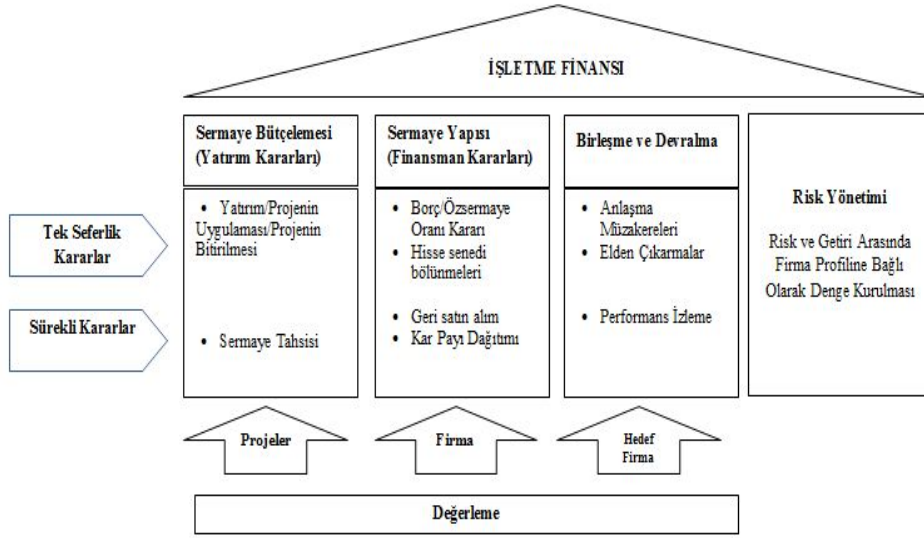 İŞLETME FİNANSI
Sermaye Bütçelemesi
(Yatırım Kararları)
Sermaye Yapısı
(Finansman Kararları)
Birleşme ve Devralma
Risk Yönetimi
Risk ve Getiri Arasında
Firma Profiline Bağlı
Olarak Denge Kurulması
Tek Seferlik
Kararlar
• Yatırım/Projenin
Uygulaması/Projenin
Bitirilmesi
• Borç/Özsermaye
Oranı Kararı
• Hisse senedi
bölünmeleri
• Anlaşma
Müzakereleri
• Elden Çıkarmalar
Sürekli Kararlar
• Sermaye Tahsisi
• Geri satın alım
• Kar Payı Dağıtımı
• Performans İzleme
Projeler
Firma
Hedef
Firma
Değerleme